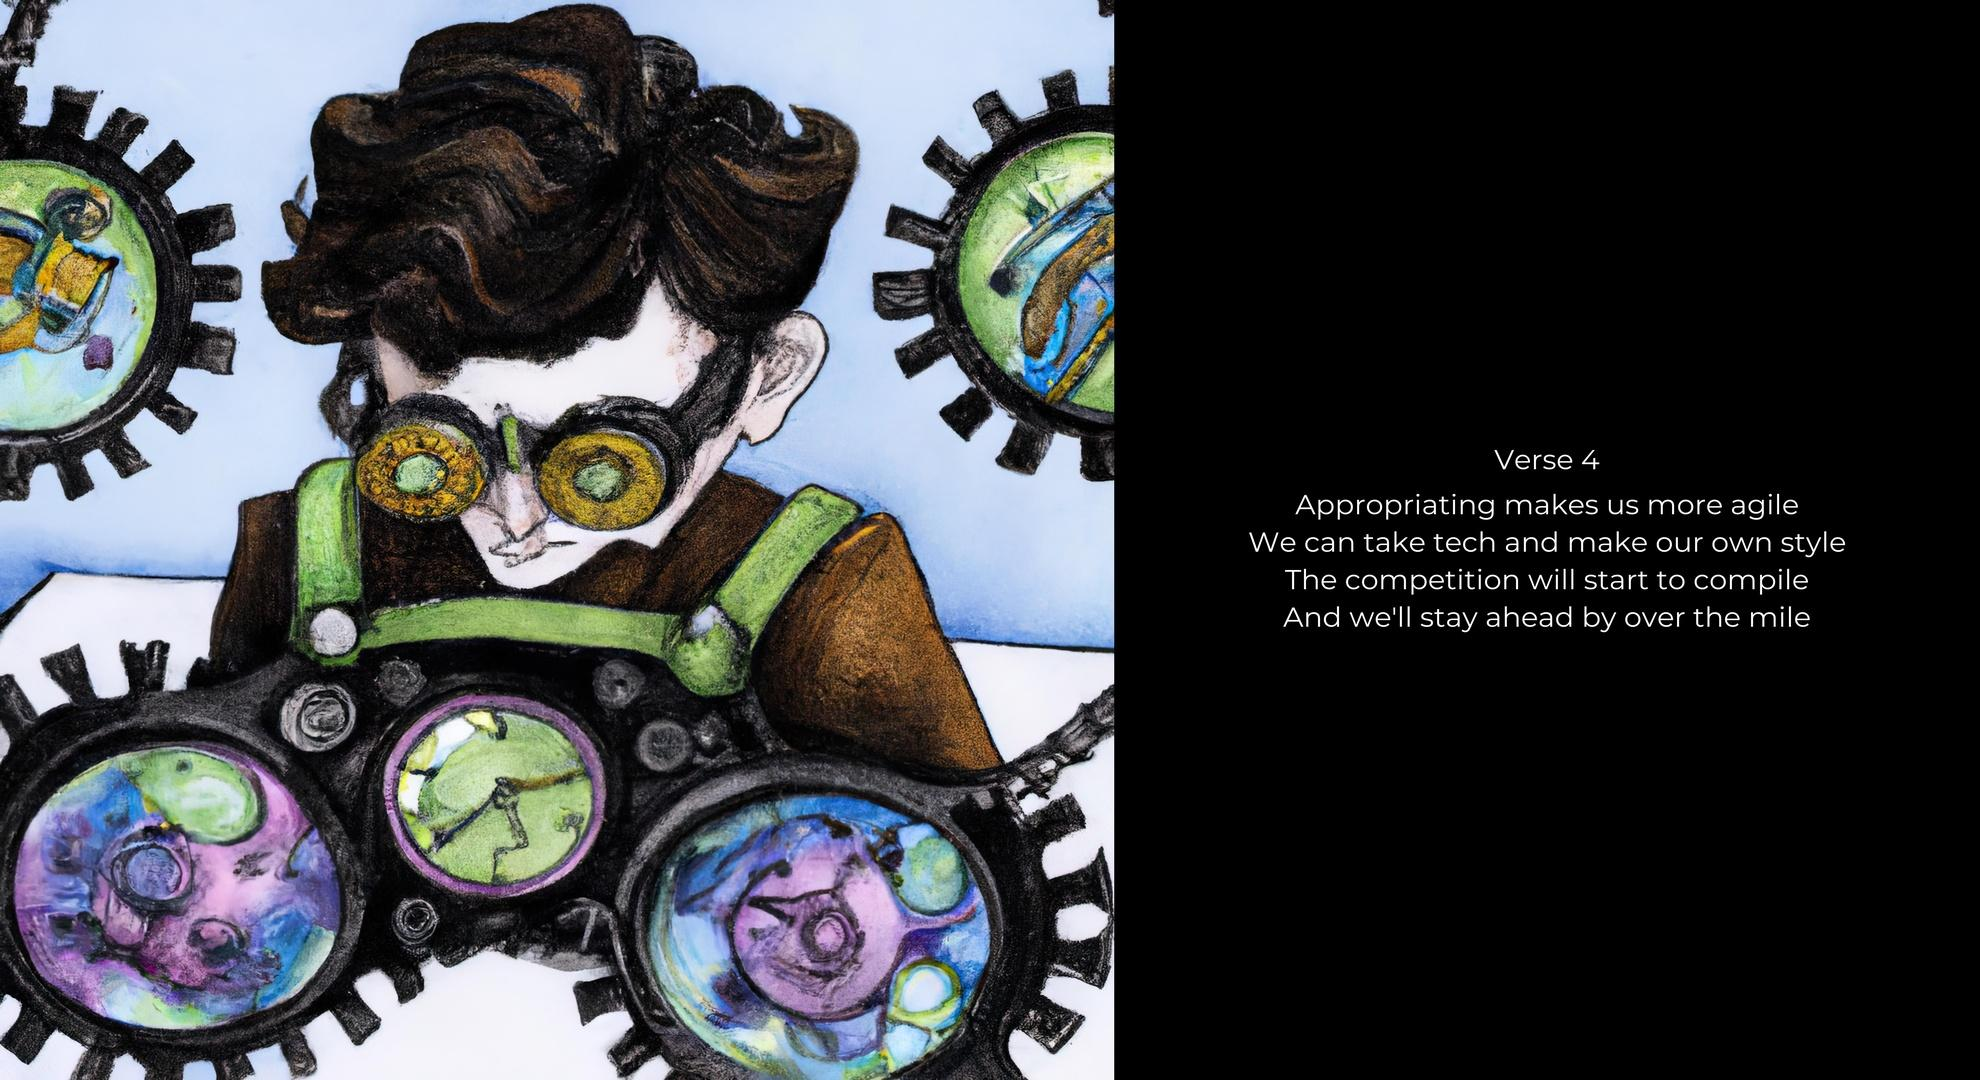 Verse 4
Appropriating makes us more agile
We can take tech and make our own style
The competition will start to compile
And we'll stay ahead by over the mile